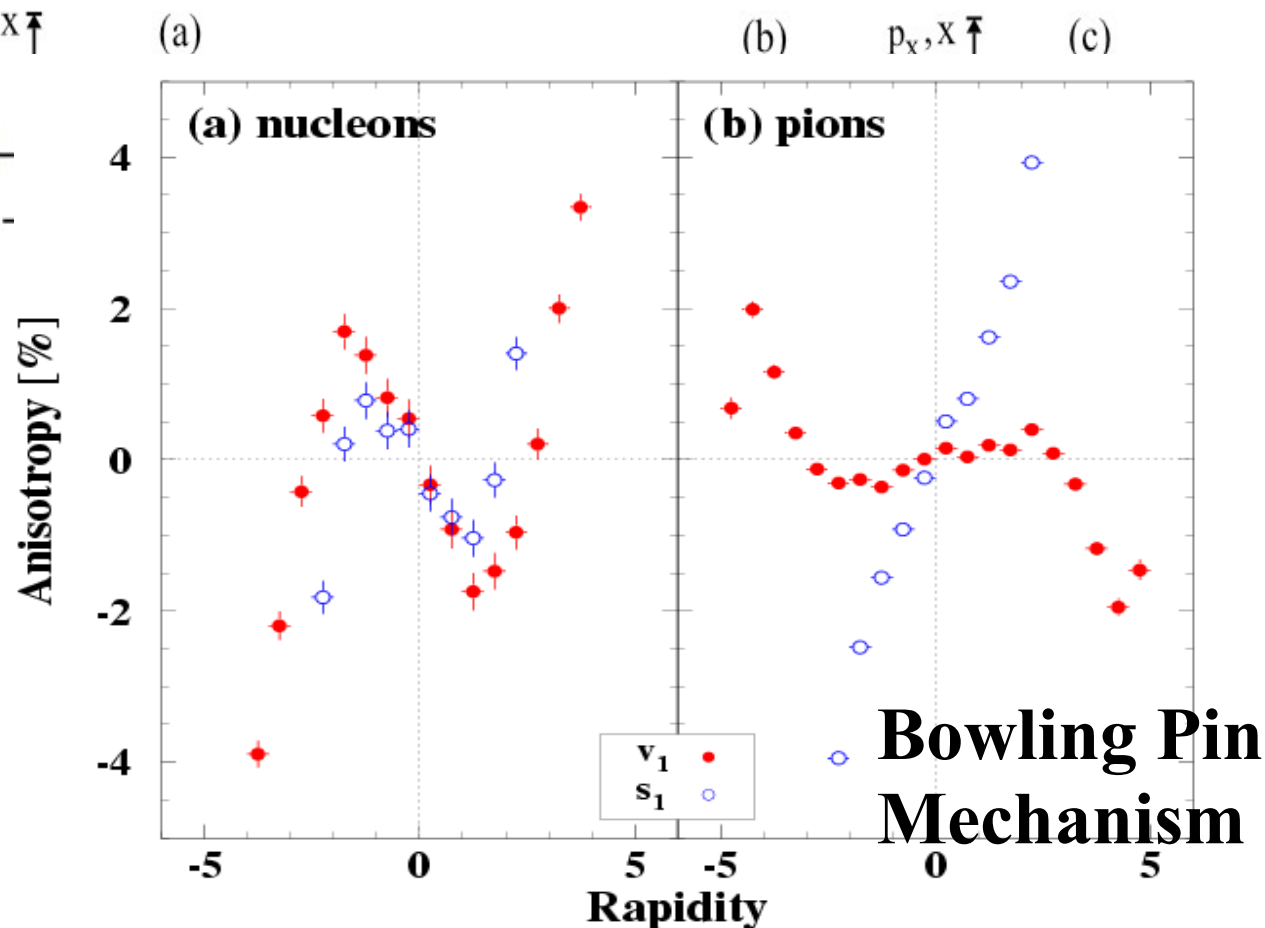 X (a) (b) pₓ,X (c)
(a) nucleons (b) pions
4
2
0
-2
-4
Anisotropy [%]
v₁
s₁
Bowling Pin
Mechanism
-5 0 5 -5 0 5
Rapidity